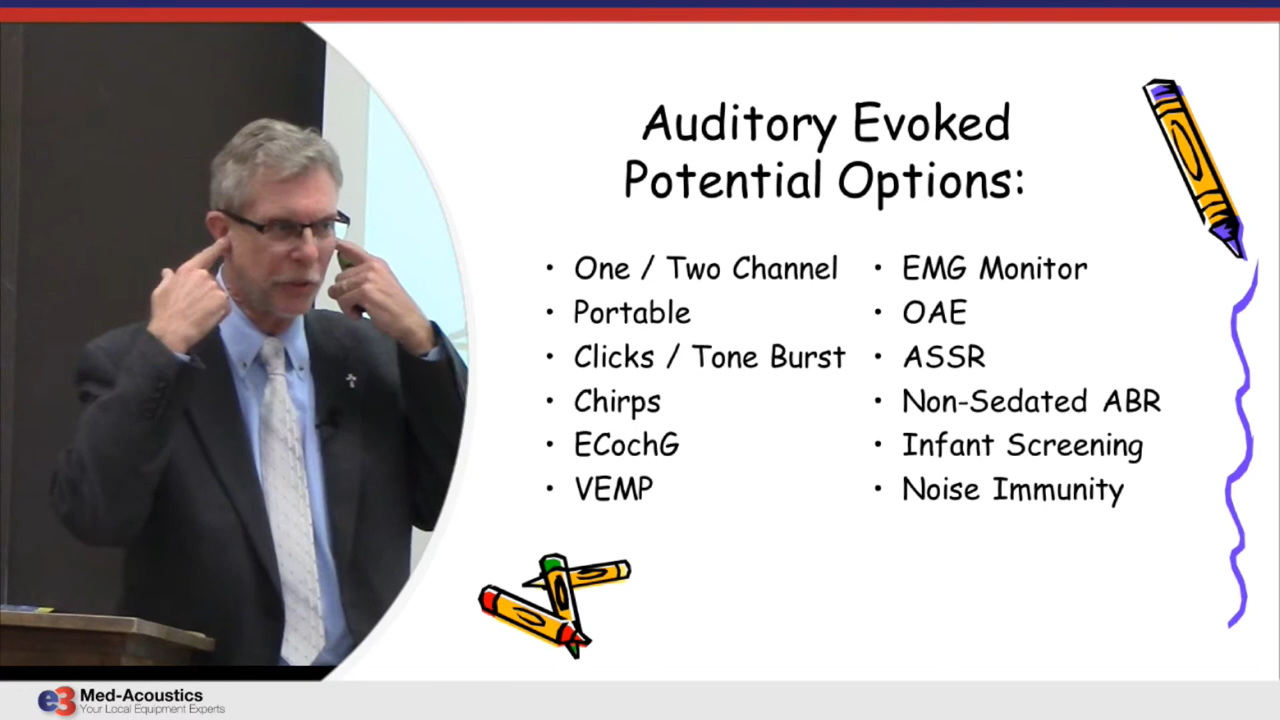 Auditory Evoked
Potential Options:
• One / Two Channel
• Portable
• Clicks / Tone Burst
• Chirps
• ECochG
• VEMP
• EMG Monitor
• OAE
• ASSR
• Non-Sedated ABR
• Infant Screening
• Noise Immunity
e3 Med-Acoustics
Your Local Equipment Experts